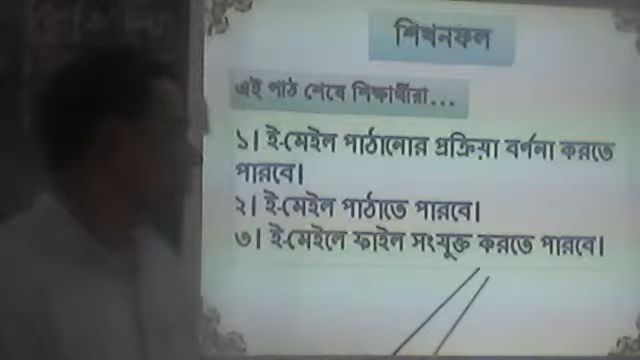 শিখনফল
এই পাঠ শেষে শিক্ষার্থীরা...
১। ই-মেইল পাঠানোর প্রক্রিয়া বর্ণনা করতে
পারবে।
২। ই-মেইল পাঠাতে পারবে।
৩। ই-মেইলে ফাইল সংযুক্ত করতে পারবে।